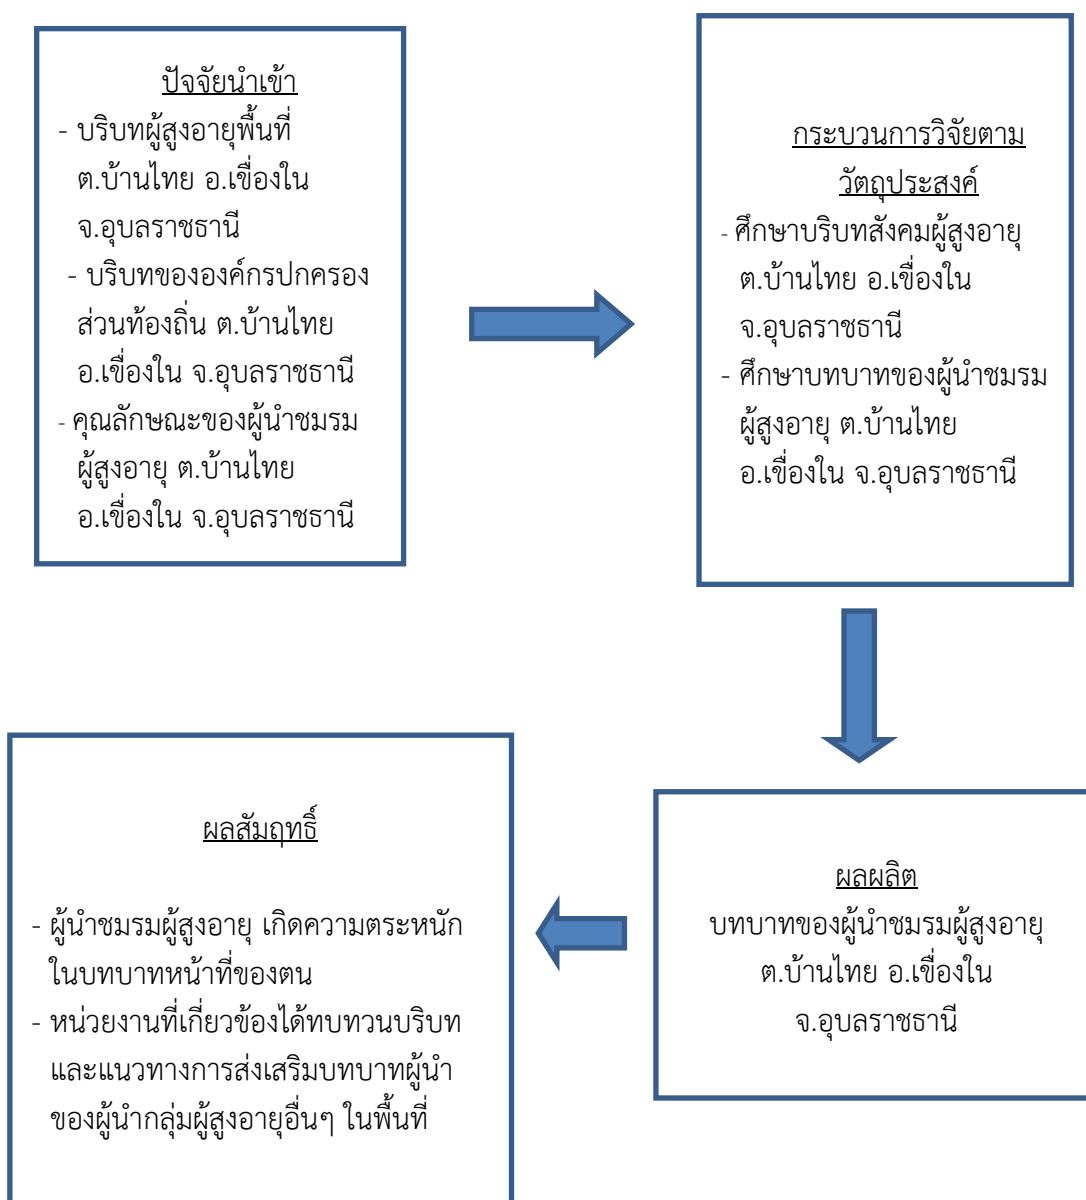 ปัจจัยนำเข้า
- บริบทผู้สูงอายุพื้นที่
ต.บ้านไทย อ.เขื่องใน
จ.อุบลราชธานี
- บริบทขององค์กรปกครอง
ส่วนท้องถิ่น ต.บ้านไทย
อ.เขื่องใน จ.อุบลราชธานี
- คุณลักษณะของผู้นำชมรม
ผู้สูงอายุ ต.บ้านไทย
อ.เขื่องใน จ.อุบลราชธานี
กระบวนการวิจัยตาม
วัตถุประสงค์
- ศึกษาบริบทสังคมผู้สูงอายุ
ต.บ้านไทย อ.เขื่องใน
จ.อุบลราชธานี
- ศึกษาบทบาทของผู้นำชมรม
ผู้สูงอายุ ต.บ้านไทย
อ.เขื่องใน จ.อุบลราชธานี
ผลผลิต
บทบาทของผู้นำชมรมผู้สูงอายุ
ต.บ้านไทย อ.เขื่องใน
จ.อุบลราชธานี
ผลสัมฤทธิ์
- ผู้นำชมรมผู้สูงอายุ เกิดความตระหนัก
ในบทบาทหน้าที่ของตน
- หน่วยงานที่เกี่ยวข้องได้ทบทวนบริบท
และแนวทางการส่งเสริมบทบาทผู้นำ
ของผู้นำกลุ่มผู้สูงอายุอื่นๆ ในพื้นที่